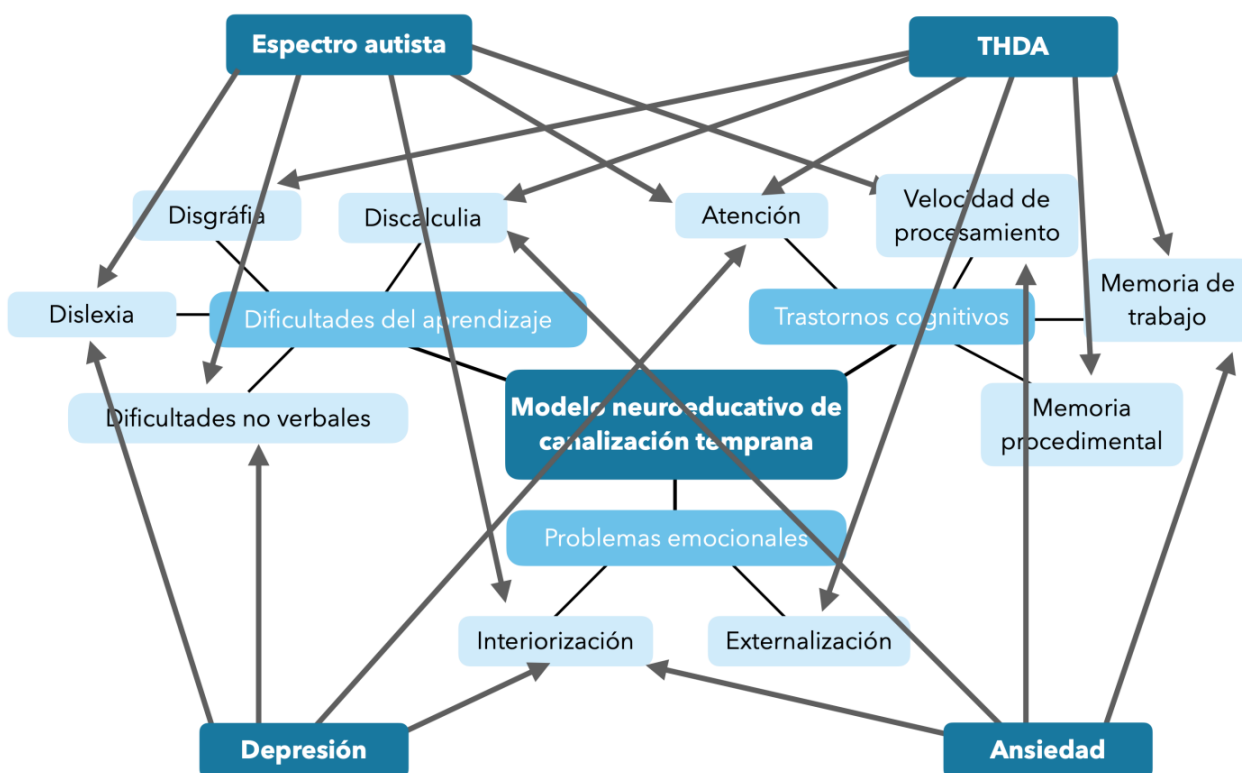 Espectro autista
THDA
Disgráfia
Discalculia
Atención
Velocidad de
procesamiento
Dislexia
Dificultades del aprendizaje
Trastornos cognitivos
Memoria de
trabajo
Dificultades no verbales
Modelo neuroeducativo de
canalización temprana
Memoria
procedimental
Problemas emocionales
Interiorización
Externalización
Depresión
Ansiedad